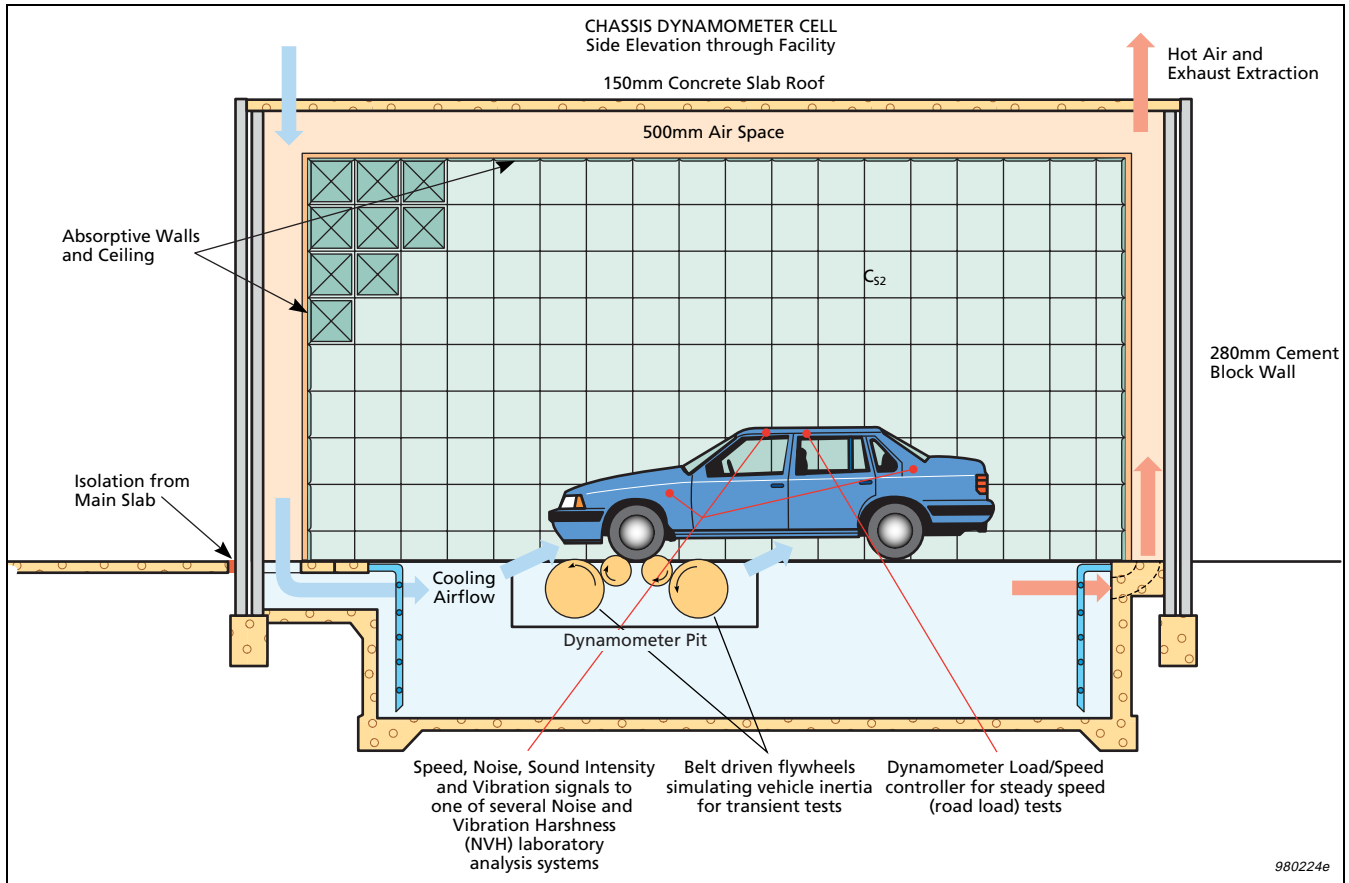 CHASSIS DYNAMOMETER CELL
Side Elevation through Facility
150mm Concrete Slab Roof
Hot Air and
Exhaust Extraction
500mm Air Space
Absorptive Walls
and Ceiling
CS2
280mm Cement
Block Wall
Isolation from
Main Slab
Cooling
Airflow
Dynamometer Pit
Speed, Noise, Sound Intensity
and Vibration signals to
one of several Noise and
Vibration Harshness
(NVH) laboratory
analysis systems
Belt driven flywheels
simulating vehicle inertia
for transient tests
Dynamometer Load/Speed
controller for steady speed
(road load) tests
980224e